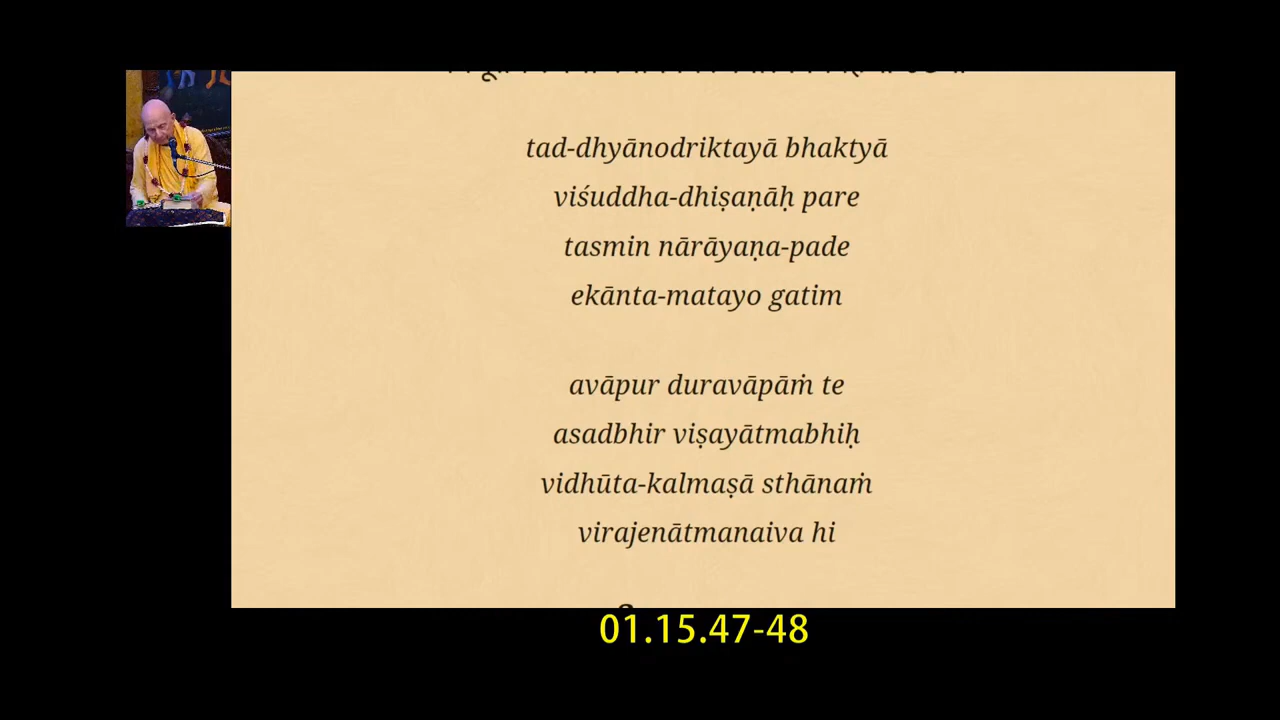 tad-dhyānodriktayā bhaktyā
viśuddha-dhiṣaṇāḥ pare
tasmin nārāyaṇa-pade
ekānta-matayo gatim
avāpur duravāpāṁ te
asadbhir viṣayātmabhiḥ
vidhūta-kalmaṣā sthānaṁ
virajenātmanaiva hi
01.15.47-48